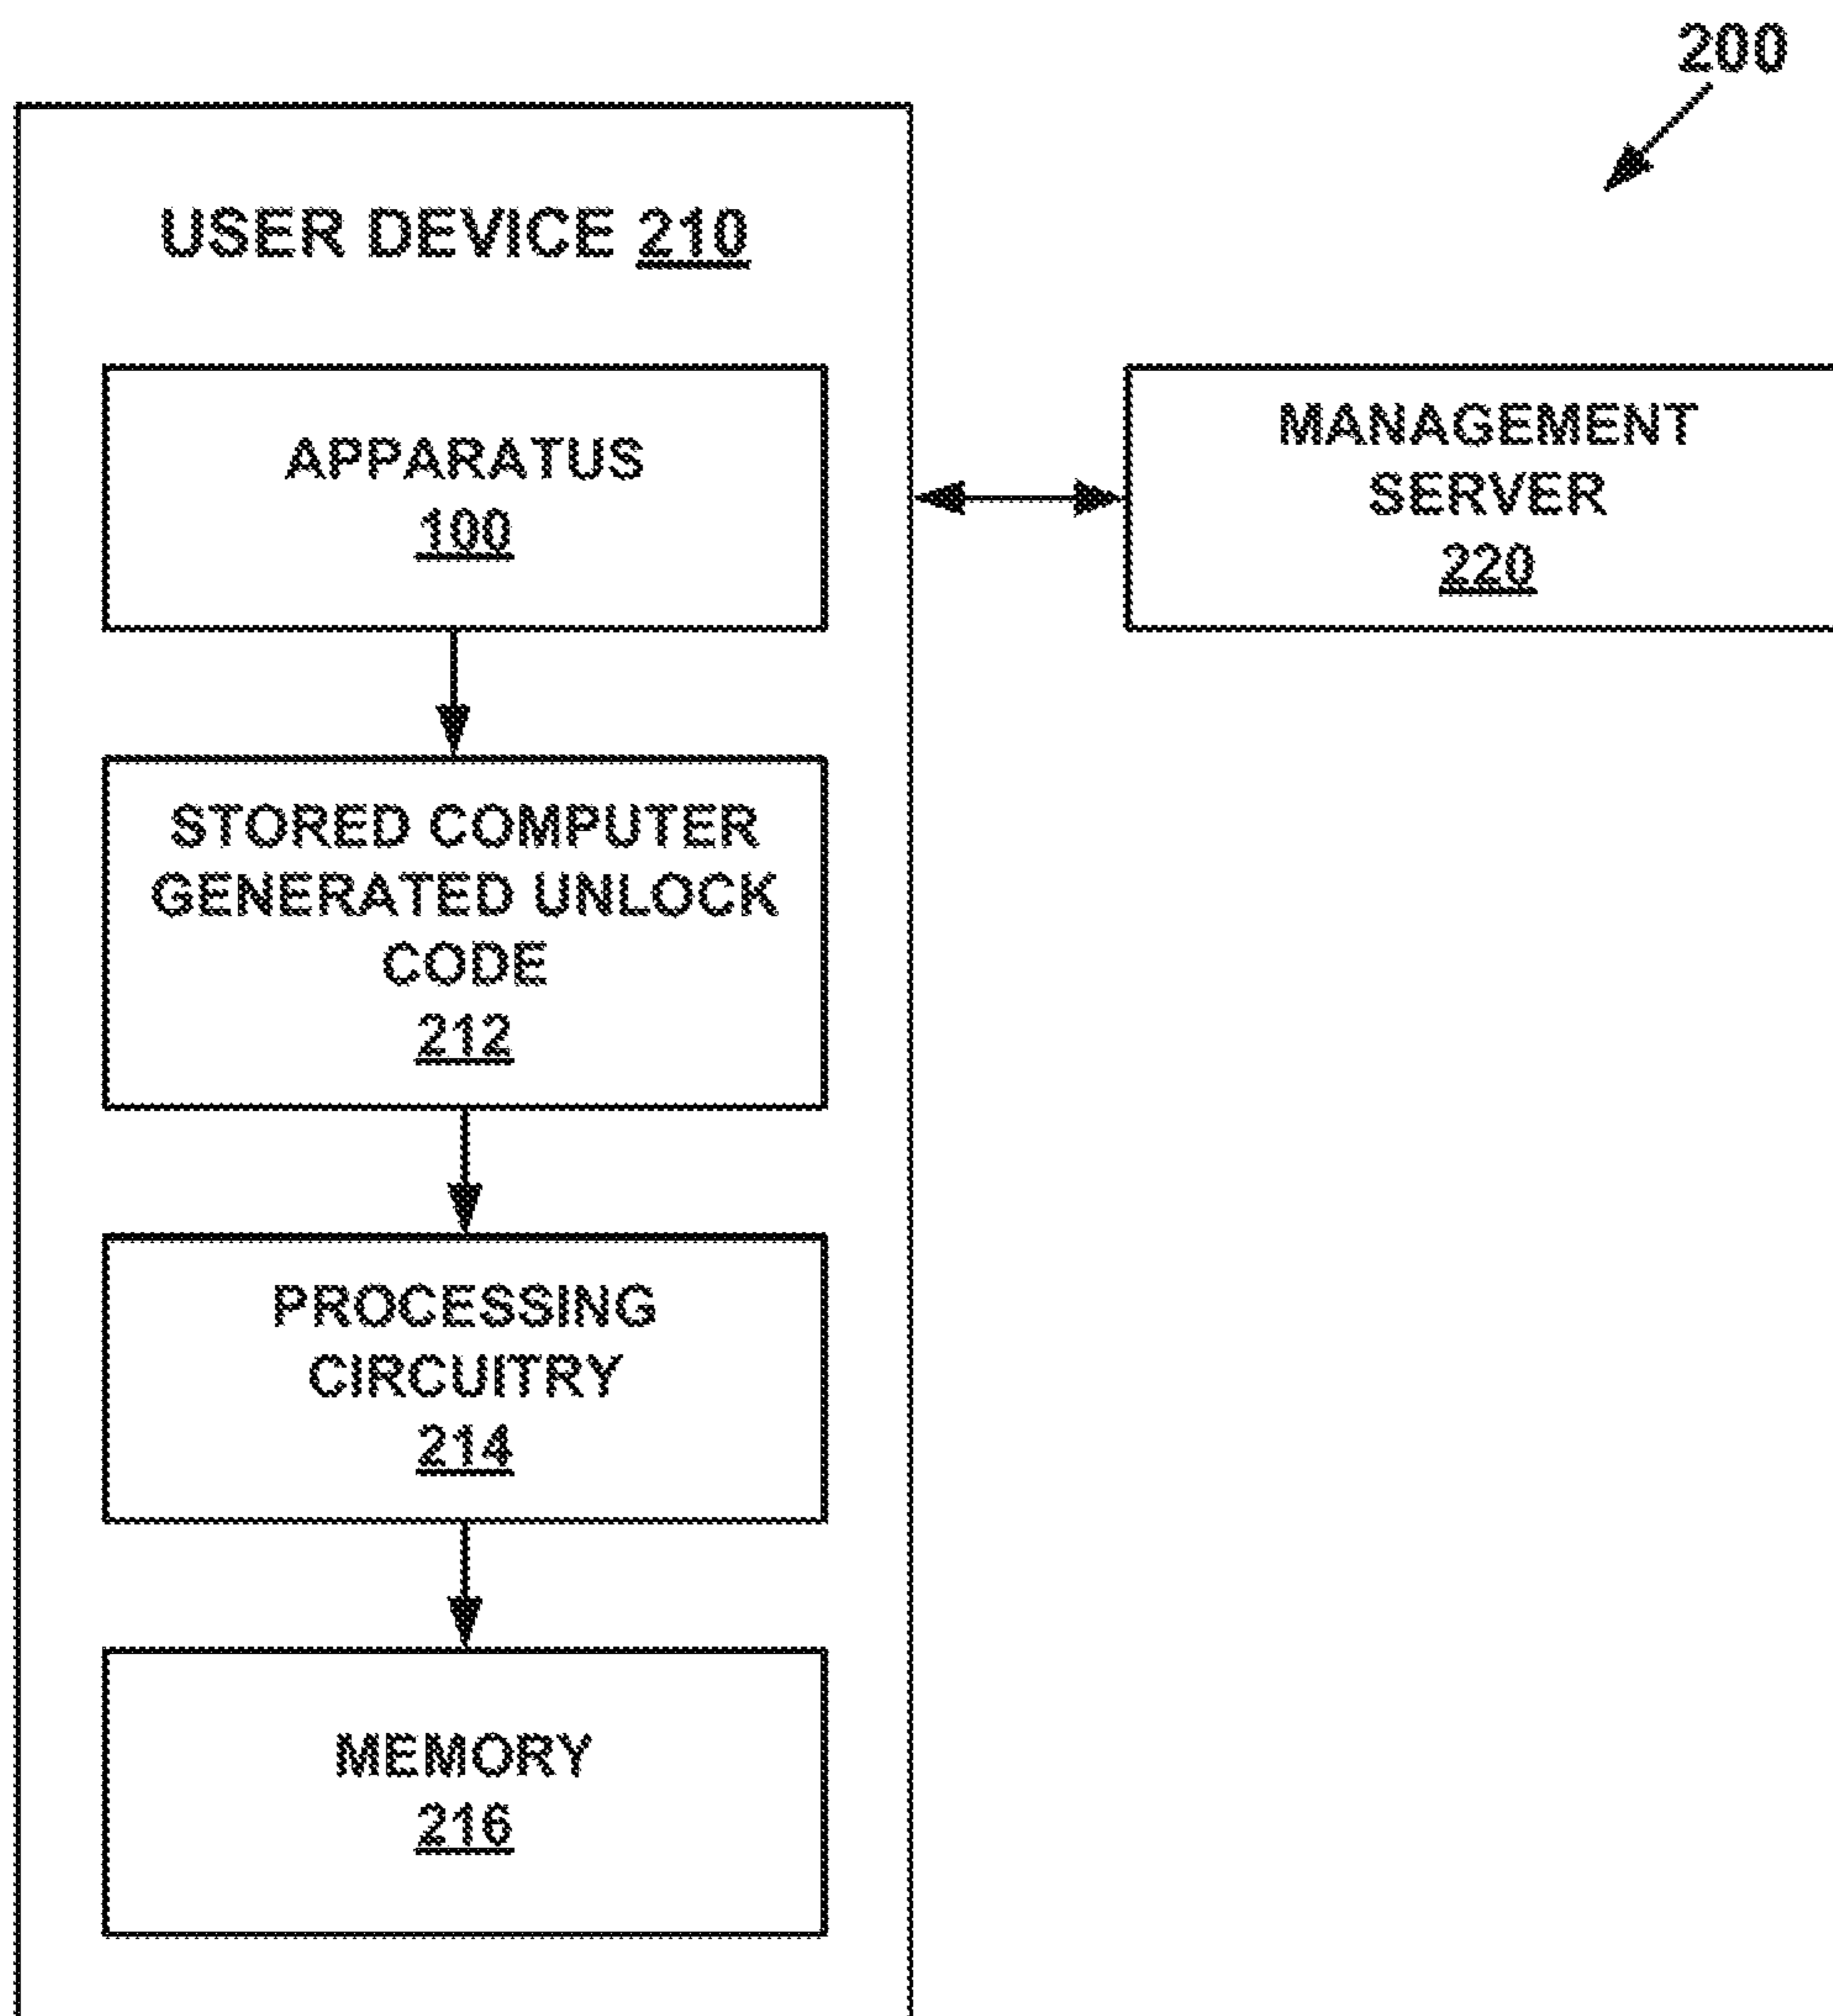 200
USER DEVICE 210
APPARATUS
100
MANAGEMENT
SERVER
220
STORED COMPUTER
GENERATED UNLOCK
CODE
212
PROCESSING
CIRCUITRY
214
MEMORY
216